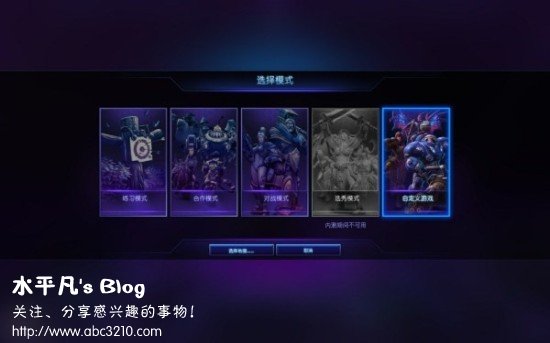 选择模式
练习模式
合作模式
对战模式
选秀模式
自定义游戏
内测期间不可用
选择地图……
取消
水平凡's Blog
关注、分享感兴趣的事物！
http://www.abc3210.com